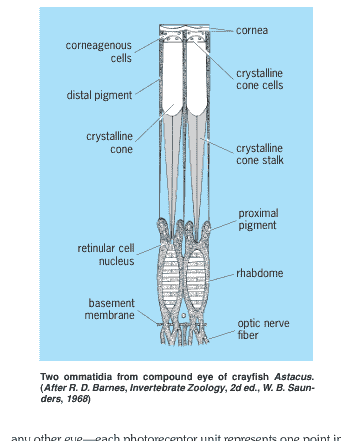 cornea
corneagenous
cells
crystalline
cone cells
distal pigment
crystalline
cone
crystalline
cone stalk
proximal
pigment
retinular cell
nucleus
rhabdome
basement
membrane
optic nerve
fiber
Two ommatidia from compound eye of crayfish Astacus.
(After R. D. Barnes, Invertebrate Zoology, 2d ed., W. B. Saun-
ders, 1968)
any other eye—each photoreceptor unit represents one point in